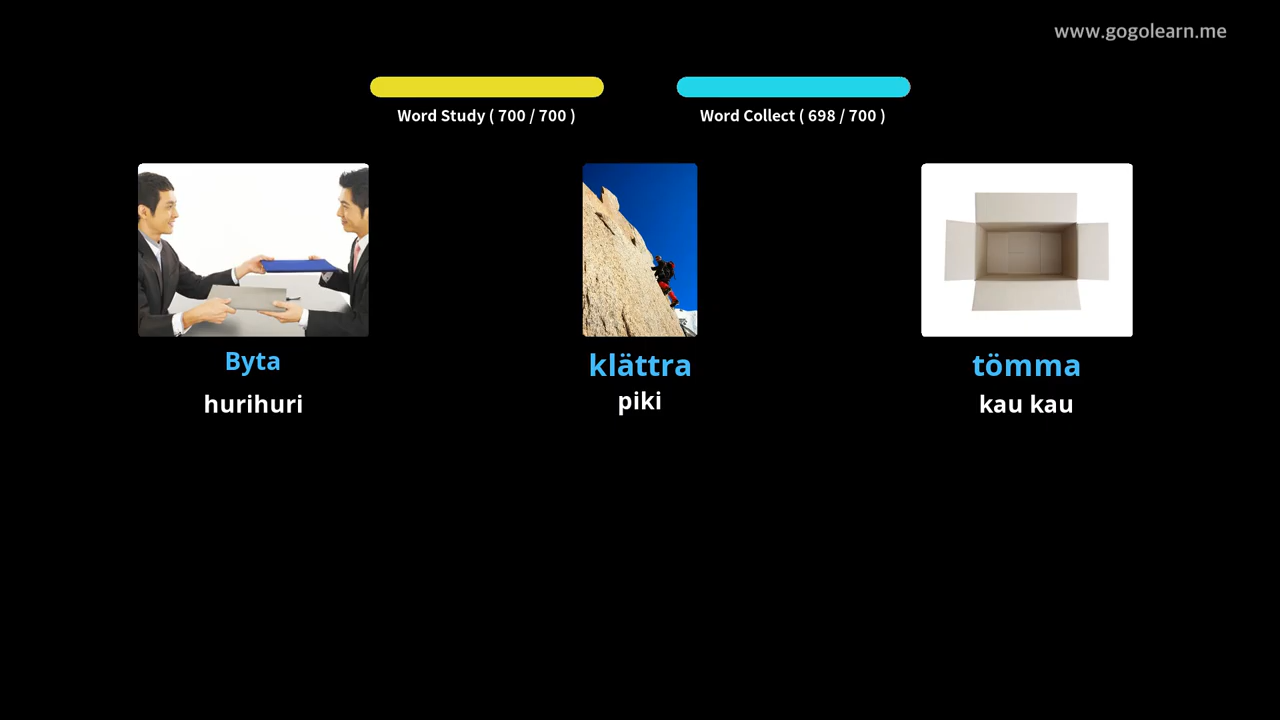 www.gogolearn.me
Word Study ( 700 / 700 )
Word Collect ( 698 / 700 )
Byta
klättra
tömma
hurihuri
piki
kau kau